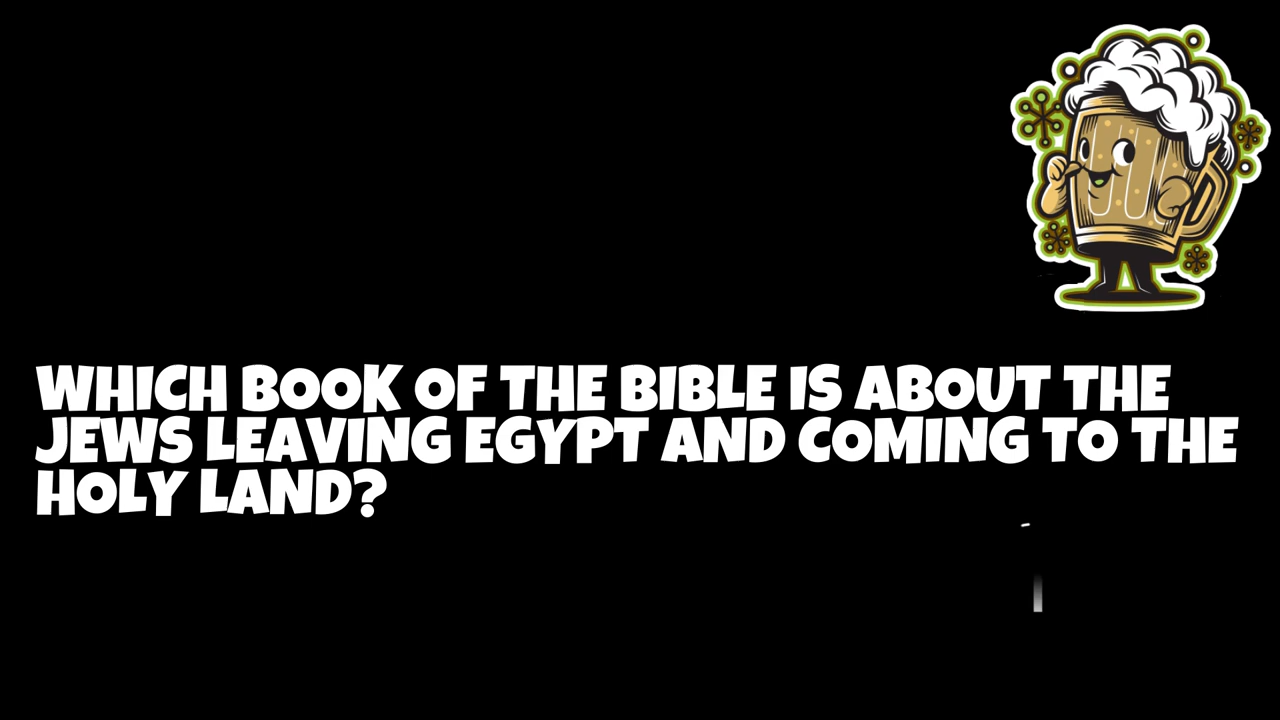 WHICH BOOK OF THE BIBLE IS ABOUT THE
JEWS LEAVING EGYPT AND COMING TO THE
HOLY LAND?